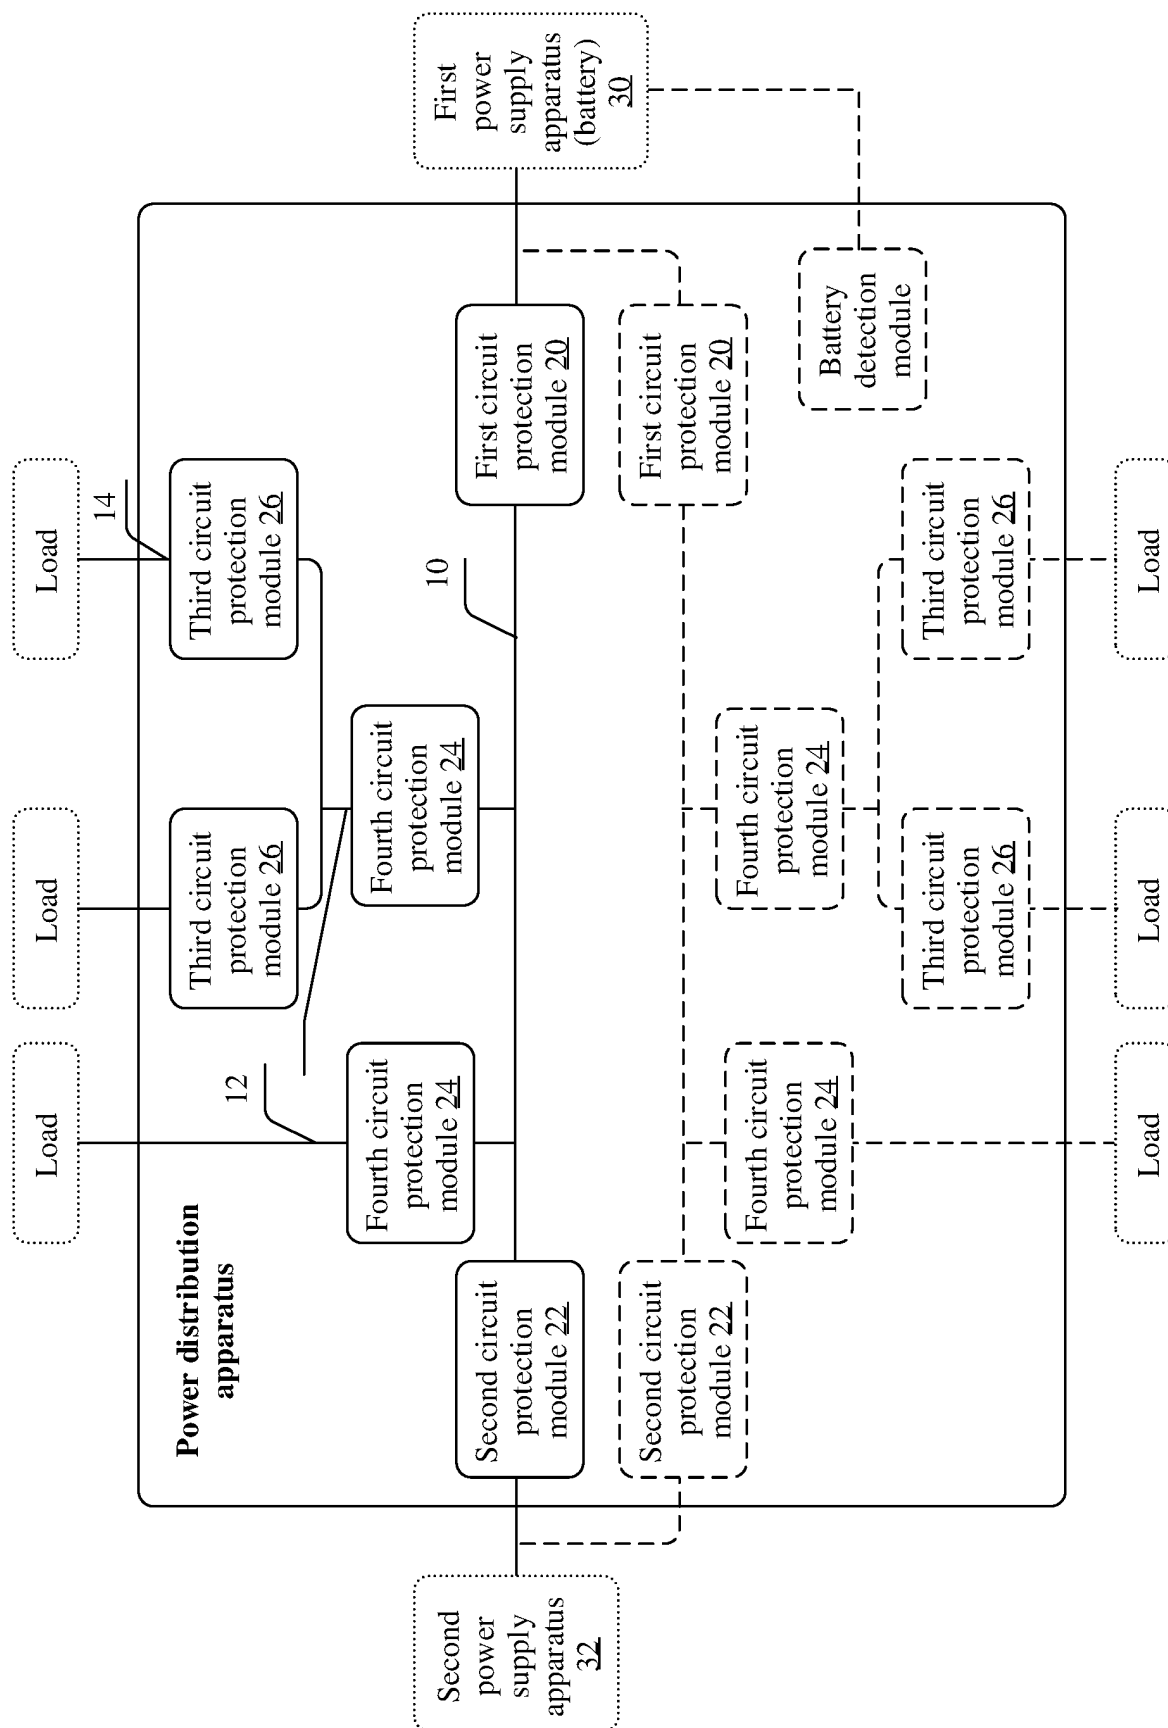 Load
Load
Load
14
Power distribution
apparatus
Third circuit
protection
module 26
Third circuit
protection
module 26
12
Fourth circuit
protection
module 24
Fourth circuit
protection
module 24
10
Second
power
supply
apparatus
32
Second circuit
protection
module 22
First circuit
protection
module 20
First
power
supply
apparatus
(battery)
30
Second circuit
protection
module 22
First circuit
protection
module 20
Fourth circuit
protection
module 24
Fourth circuit
protection
module 24
Battery
detection
module
Third circuit
protection
module 26
Third circuit
protection
module 26
Load
Load
Load